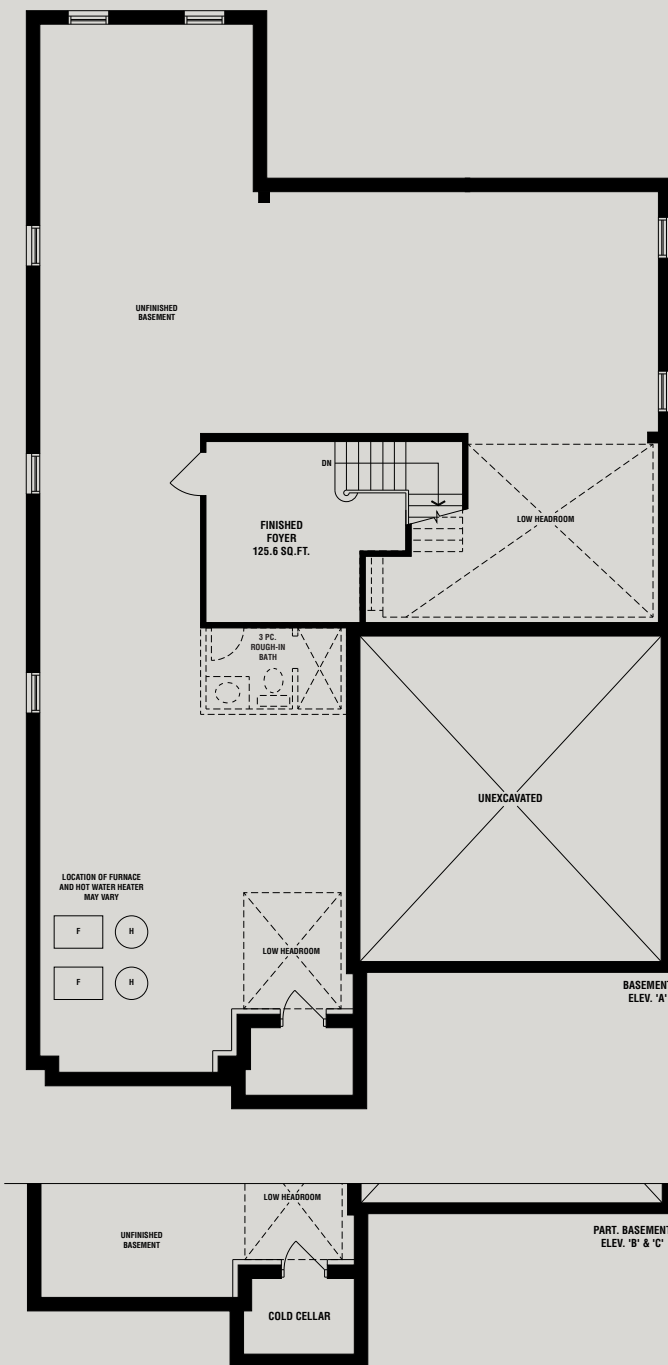 UNFINISHED
BASEMENT
DN
FINISHED
FOYER
125.6 SQ.FT.
LOW HEADROOM
3 PC.
ROUGH-IN
BATH
UNEXCAVATED
LOCATION OF FURNACE
AND HOT WATER HEATER
MAY VARY
F
H
F
H
LOW HEADROOM
BASEMENT
ELEV. 'A'
LOW HEADROOM
UNFINISHED
BASEMENT
PART. BASEMENT
ELEV. 'B' & 'C'
COLD CELLAR